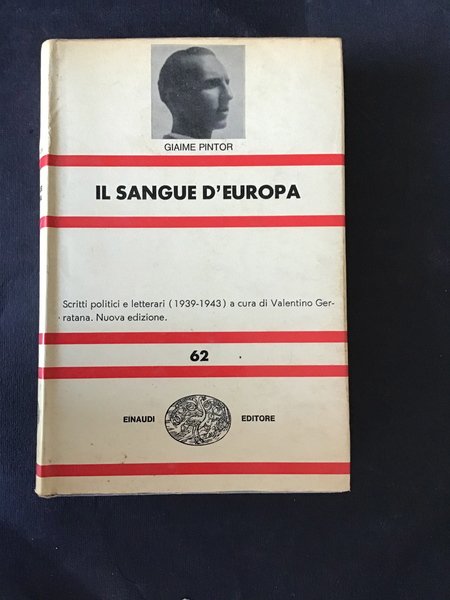 GIAIME PINTOR
IL SANGUE D'EUROPA
Scritti politici e letterari (1939-1943) a cura di Valentino Ger-
ratana. Nuova edizione.
62
EINAUDI EDITORE